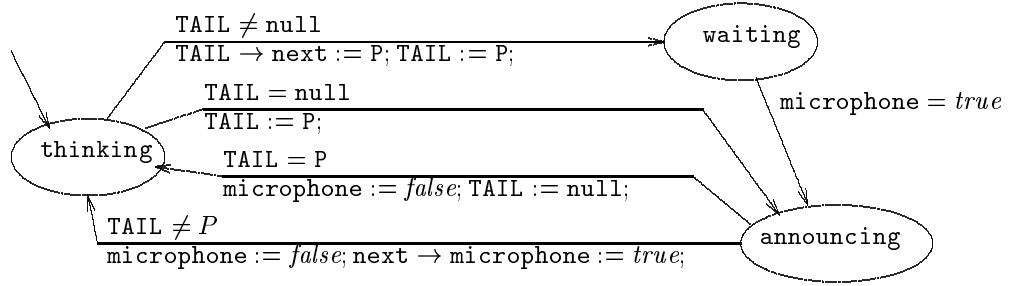 TAIL ≠ null
TAIL → next := P; TAIL := P;
waiting
TAIL = null
TAIL := P;
microphone = true
thinking
TAIL = P
microphone := false; TAIL := null;
TAIL ≠ P
microphone := false; next → microphone := true;
announcing